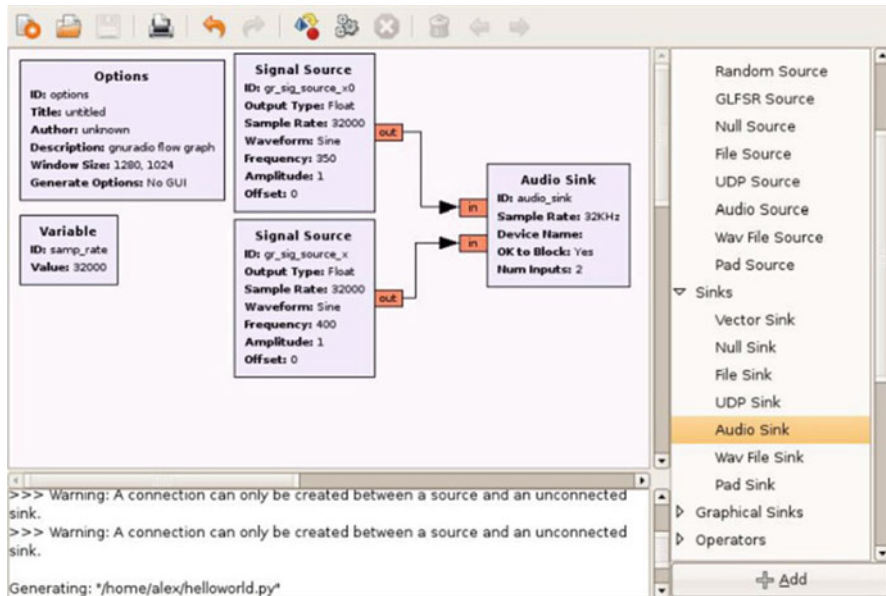 Options
ID: options
Title: untitled
Author: unknown
Description: gnuradio flow graph
Window Size: 1280, 1024
Generate Options: No GUI
Variable
ID: samp_rate
Value: 32000
Signal Source
ID: gr_sig_source_x0
Output Type: Float
Sample Rate: 32000
Waveform: Sine
Frequency: 350
Amplitude: 1
Offset: 0
out
Signal Source
ID: gr_sig_source_x
Output Type: Float
Sample Rate: 32000
Waveform: Sine
Frequency: 400
Amplitude: 1
Offset: 0
out
in
in
Audio Sink
ID: audio_sink
Sample Rate: 32KHz
Device Name:
OK to Block: Yes
Num Inputs: 2
>>> Warning: A connection can only be created between a source and an unconnected
sink.
>>> Warning: A connection can only be created between a source and an unconnected
sink.
Generating: "/home/alex/helloworld.py"
Random Source
GLFSR Source
Null Source
File Source
UDP Source
Audio Source
Wav File Source
Pad Source
Sinks
Vector Sink
Null Sink
File Sink
UDP Sink
Audio Sink
Wav File Sink
Pad Sink
Graphical Sinks
Operators
Add